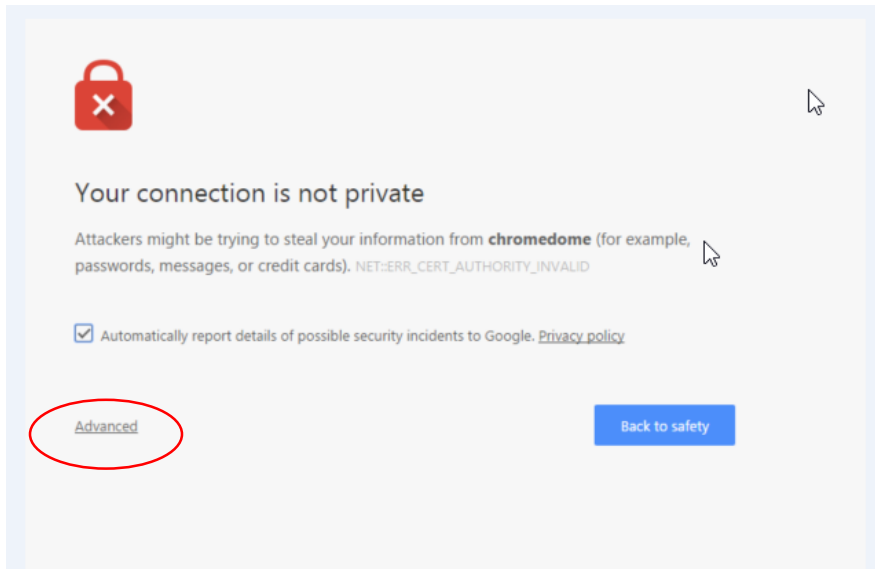 Your connection is not private
Attackers might be trying to steal your information from chromedome (for example,
passwords, messages, or credit cards). NET::ERR_CERT_AUTHORITY_INVALID
Automatically report details of possible security incidents to Google. Privacy policy
Advanced
Back to safety